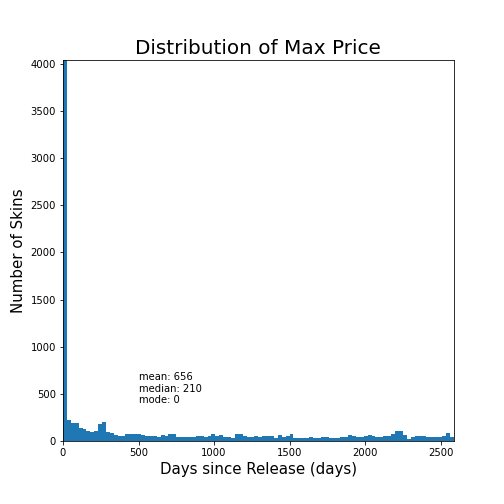 Distribution of Max Price
4000
3500
3000
2500
2000
1500
1000
500
0
Number of Skins
mean: 656
median: 210
mode: 0
0 500 1000 1500 2000 2500
Days since Release (days)